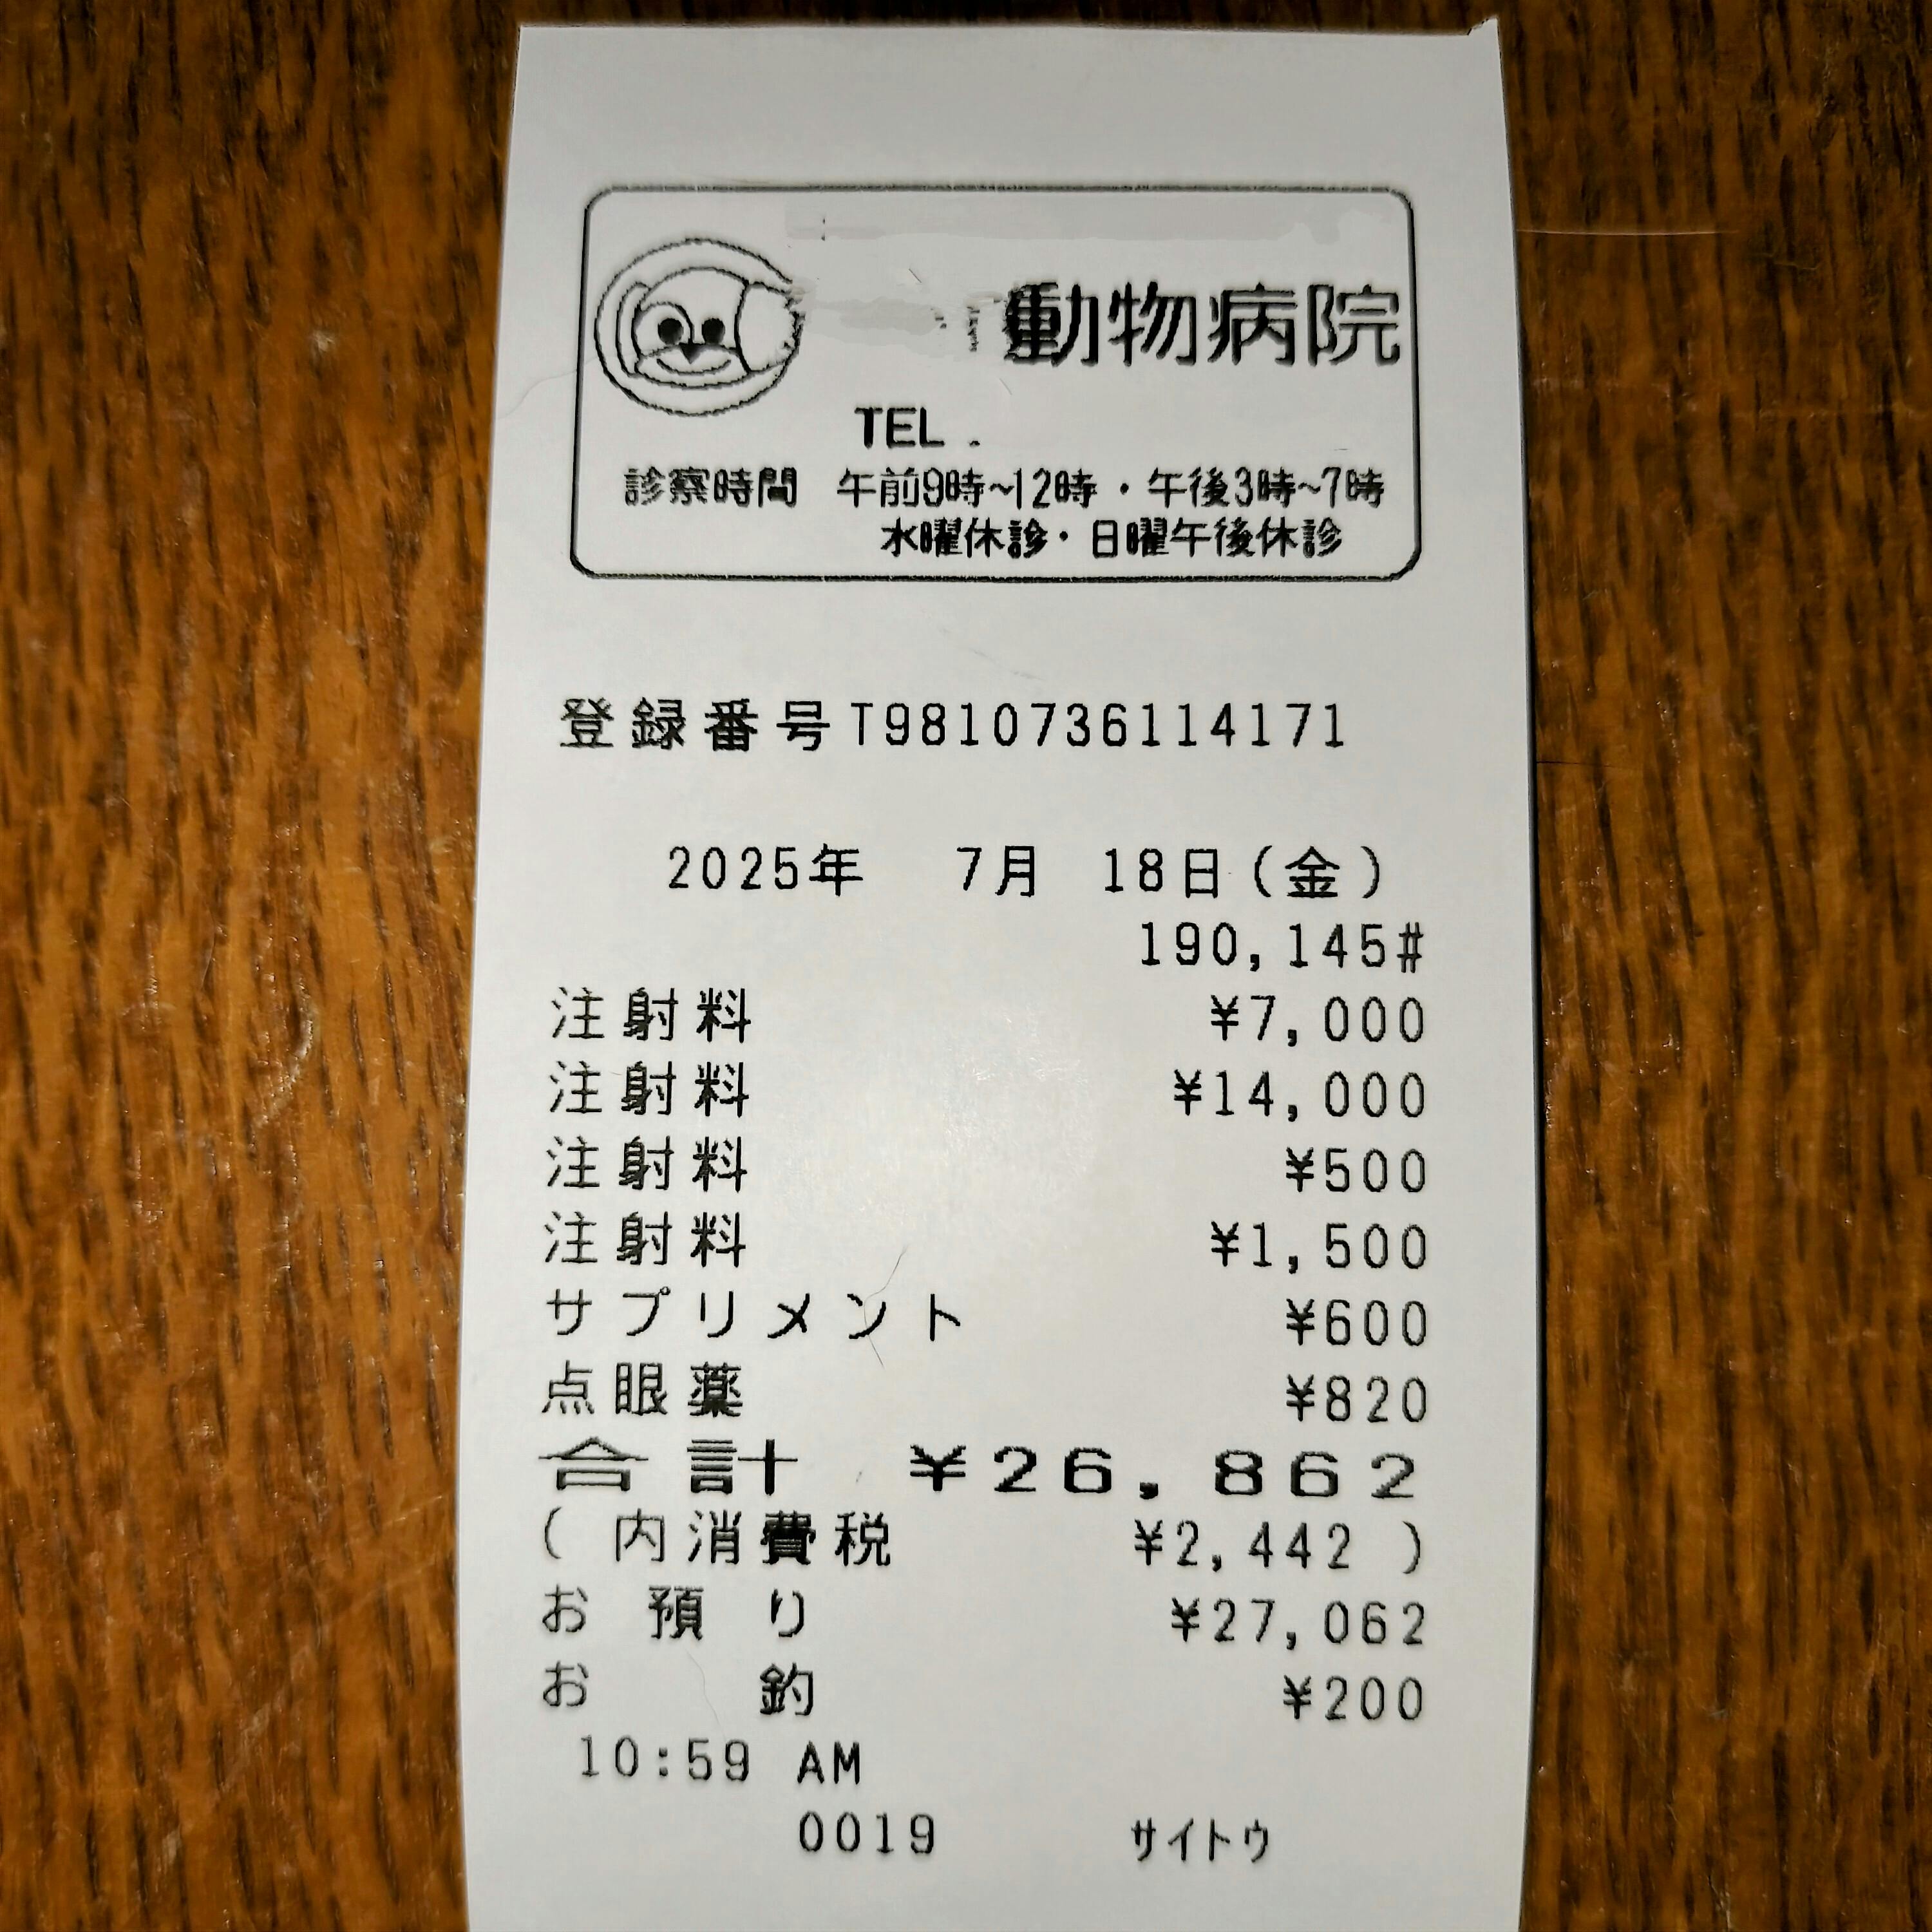 動物病院
TEL.
診察時間 午前9時~12時・午後3時~7時
水曜休診・日曜午後休診
登録番号T9810736114171
2025年 7月 18日(金)
190,145#
注射料 ¥7,000
注射料 ¥14,000
注射料 ¥500
注射料 ¥1,500
サプリメント ¥600
点眼薬 ¥820
合計 ¥26,862
(内消費税 ¥2,442)
お預り ¥27,062
お釣 ¥200
10:59 AM
0019 サイトウ